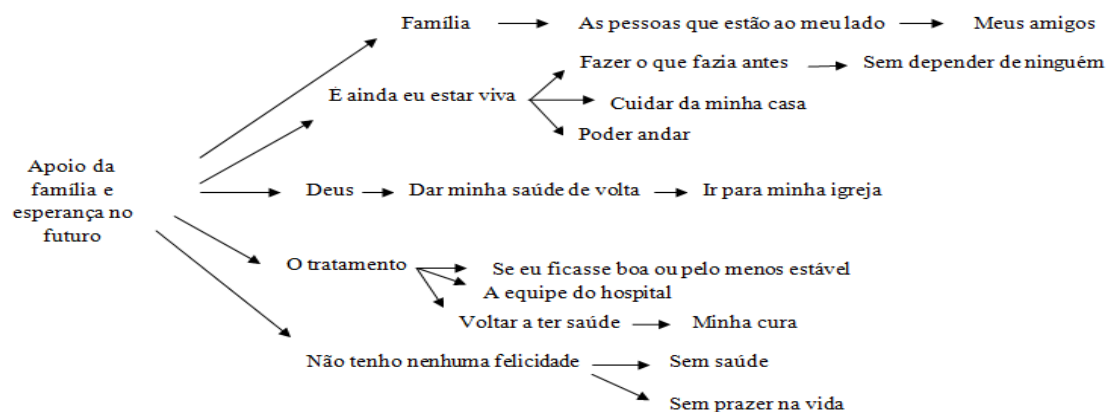 Família
As pessoas que estão ao meu lado
Meus amigos
Fazer o que fazia antes
Sem depender de ninguém
É ainda eu estar viva
Cuidar da minha casa
Poder andar
Apoio da
família e
esperança no
futuro
Deus
Dar minha saúde de volta
Ir para minha igreja
O tratamento
Se eu ficasse boa ou pelo menos estável
A equipe do hospital
Voltar a ter saúde
Minha cura
Não tenho nenhuma felicidade
Sem saúde
Sem prazer na vida